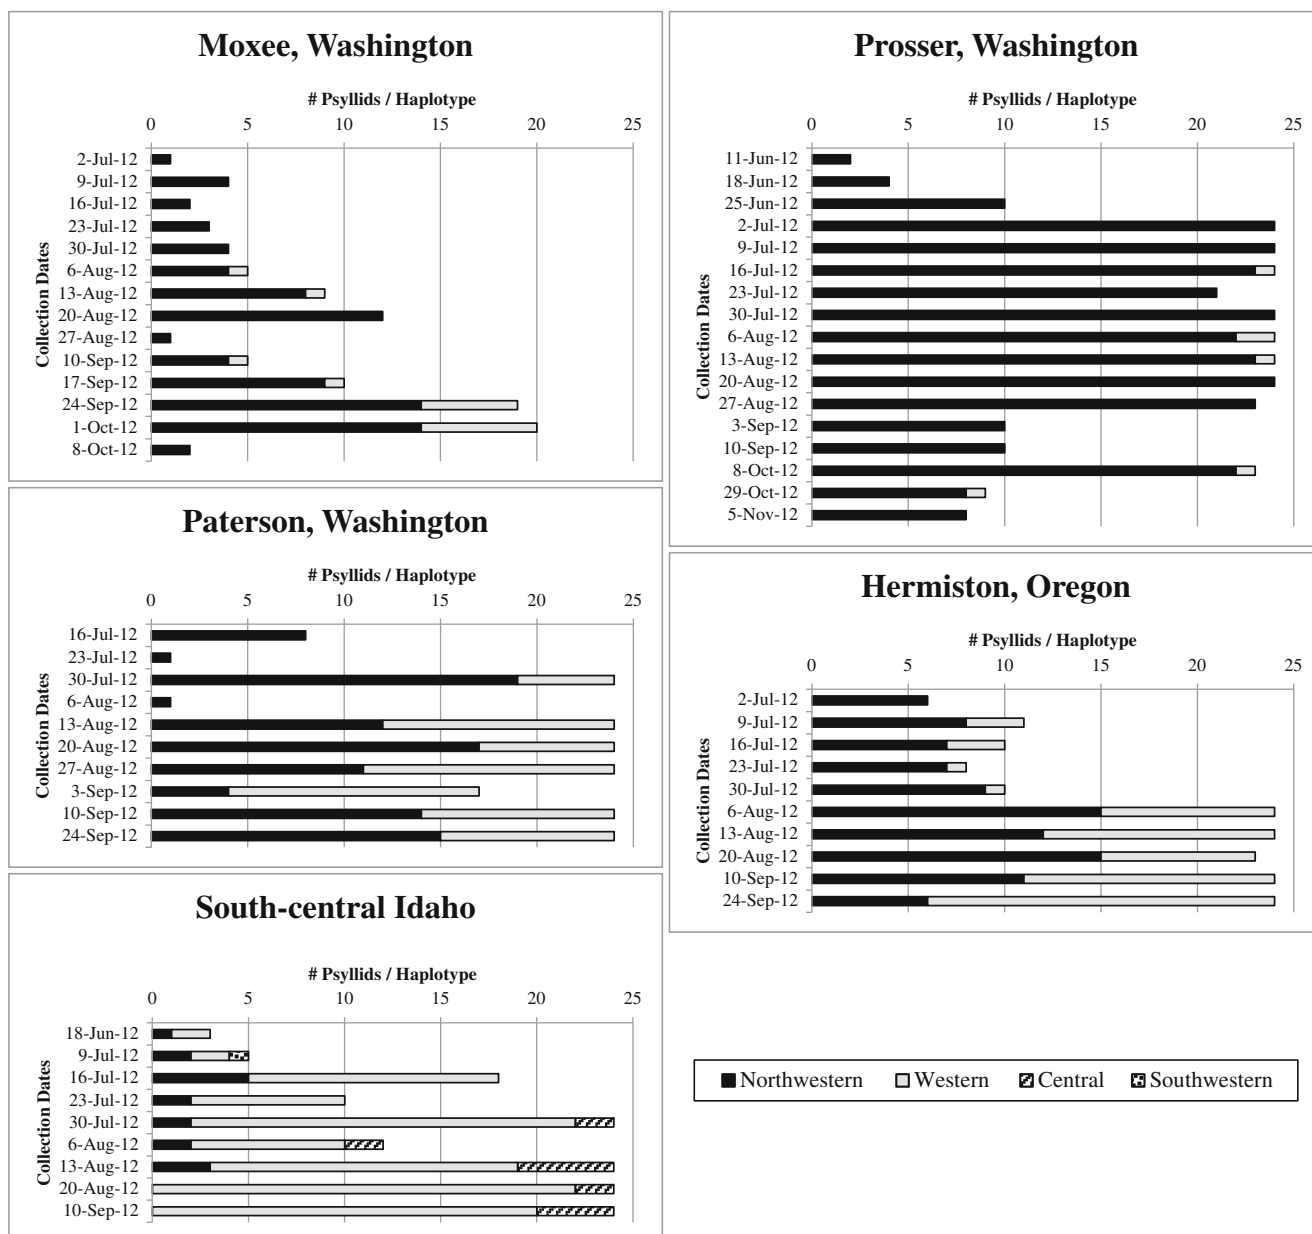 Moxee, Washington
# Psyllids / Haplotype
0 5 10 15 20 25
Collection Dates
2-Jul-12
9-Jul-12
16-Jul-12
23-Jul-12
30-Jul-12
6-Aug-12
13-Aug-12
20-Aug-12
27-Aug-12
10-Sep-12
17-Sep-12
24-Sep-12
1-Oct-12
8-Oct-12
Prosser, Washington
# Psyllids / Haplotype
0 5 10 15 20 25
Collection Dates
11-Jun-12
18-Jun-12
25-Jun-12
2-Jul-12
9-Jul-12
16-Jul-12
23-Jul-12
30-Jul-12
6-Aug-12
13-Aug-12
20-Aug-12
27-Aug-12
3-Sep-12
10-Sep-12
8-Oct-12
29-Oct-12
5-Nov-12
Paterson, Washington
# Psyllids / Haplotype
0 5 10 15 20 25
Collection Dates
16-Jul-12
23-Jul-12
30-Jul-12
6-Aug-12
13-Aug-12
20-Aug-12
27-Aug-12
3-Sep-12
10-Sep-12
24-Sep-12
Hermiston, Oregon
# Psyllids / Haplotype
0 5 10 15 20 25
Collection Dates
2-Jul-12
9-Jul-12
16-Jul-12
23-Jul-12
30-Jul-12
6-Aug-12
13-Aug-12
20-Aug-12
10-Sep-12
24-Sep-12
South-central Idaho
# Psyllids / Haplotype
0 5 10 15 20 25
Collection Dates
18-Jun-12
9-Jul-12
16-Jul-12
23-Jul-12
30-Jul-12
6-Aug-12
13-Aug-12
20-Aug-12
10-Sep-12
Northwestern Western Central Southwestern